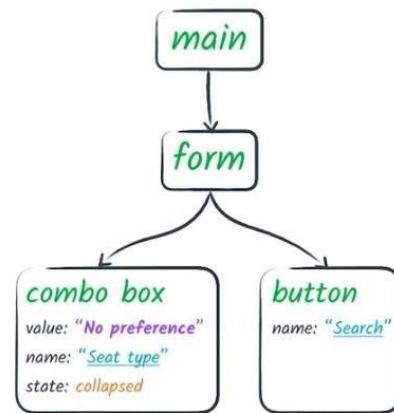 main
form
combo box
value: "No preference"
name: "Seat type"
state: collapsed
button
name: "Search"